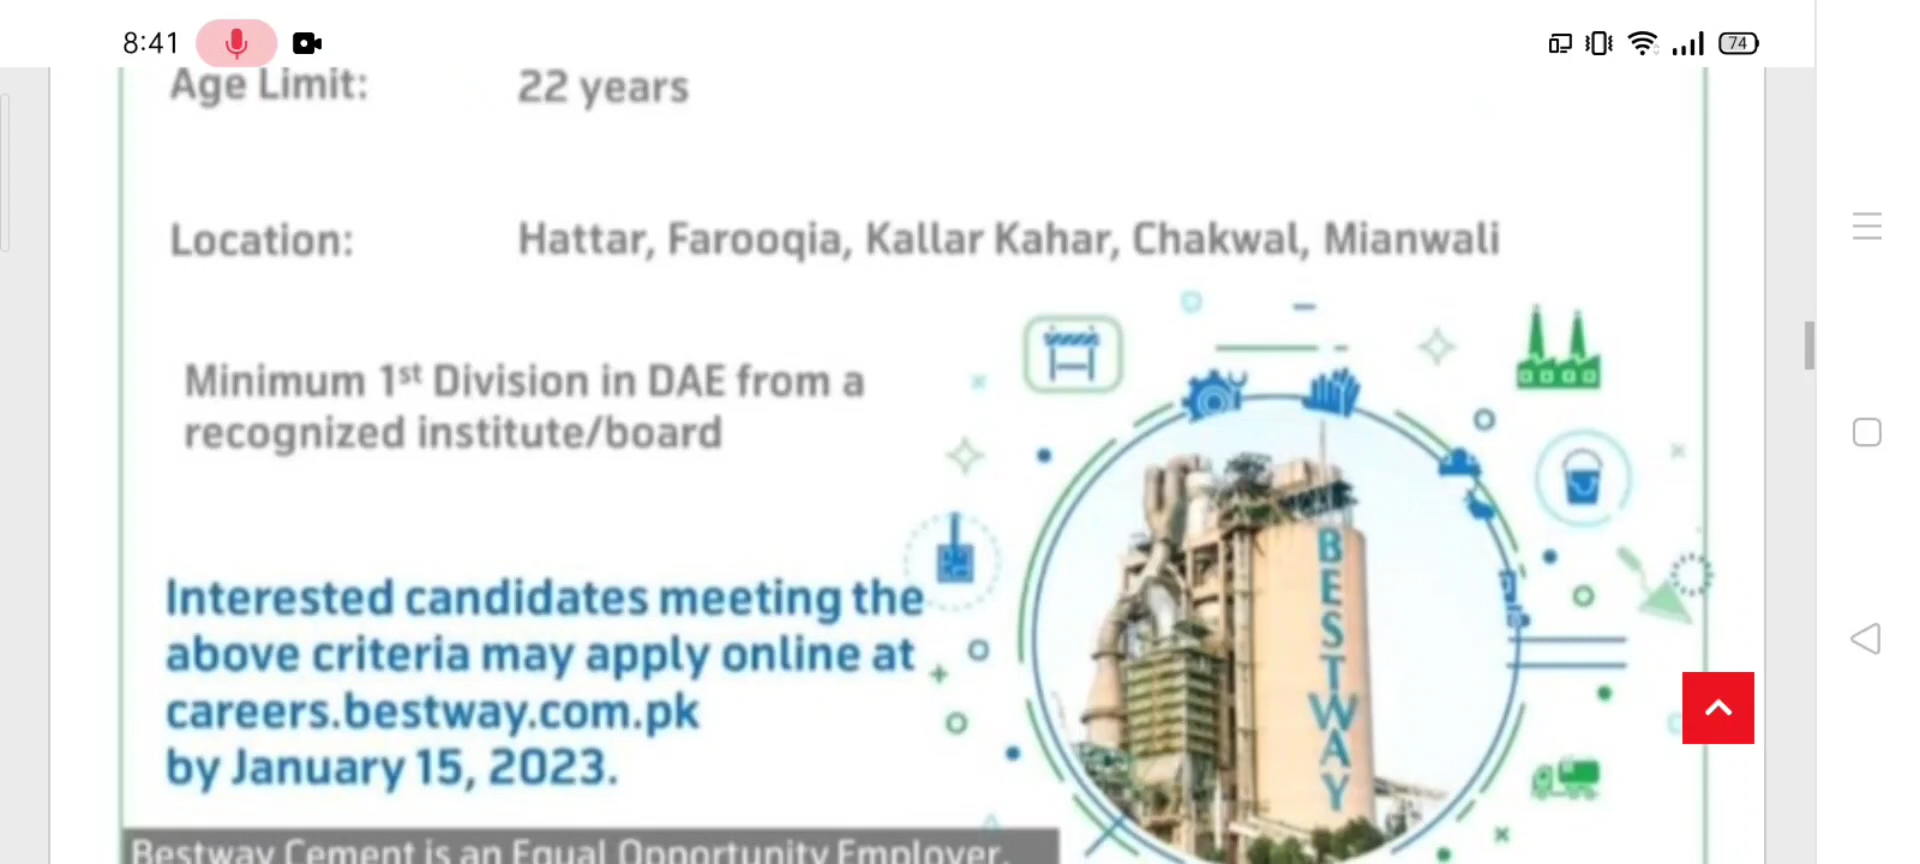 8:41
74
Age Limit: 22 years
Location: Hattar, Farooqia, Kallar Kahar, Chakwal, Mianwali
Minimum 1st Division in DAE from a
recognized institute/board
Interested candidates meeting the
above criteria may apply online at
careers.bestway.com.pk
by January 15, 2023.
BESTWAY
Bestway Cement is an Equal Opportunity Employer.